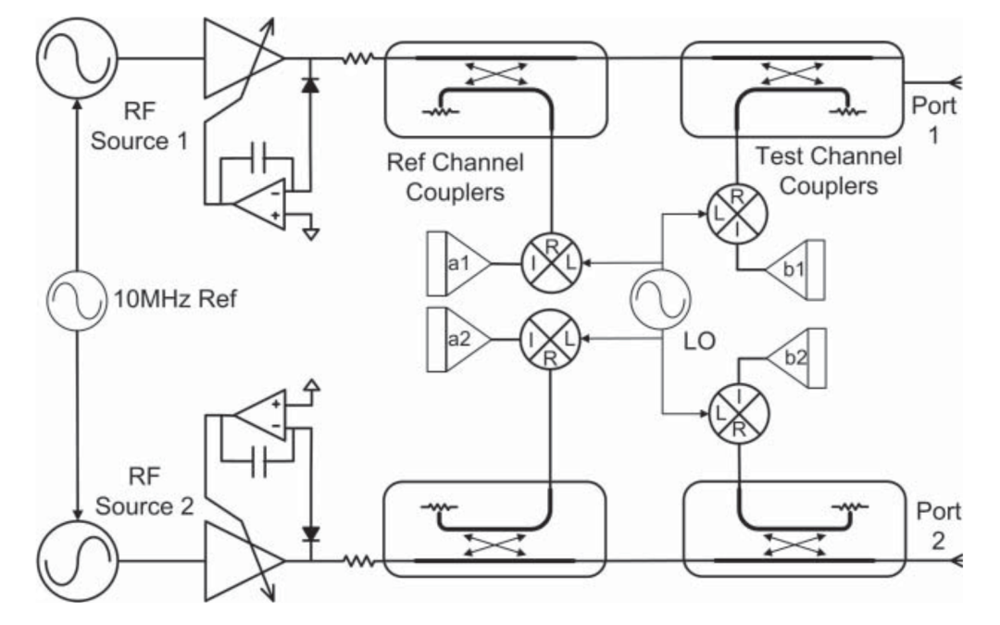 RF
Source 1
Ref Channel
Couplers
Test Channel
Couplers
Port
1
-
+
R
L
I
a1
I
R
L
b1
10MHz Ref
a2
I
L
R
LO
b2
I
L
R
+
-
RF
Source 2
Port
2